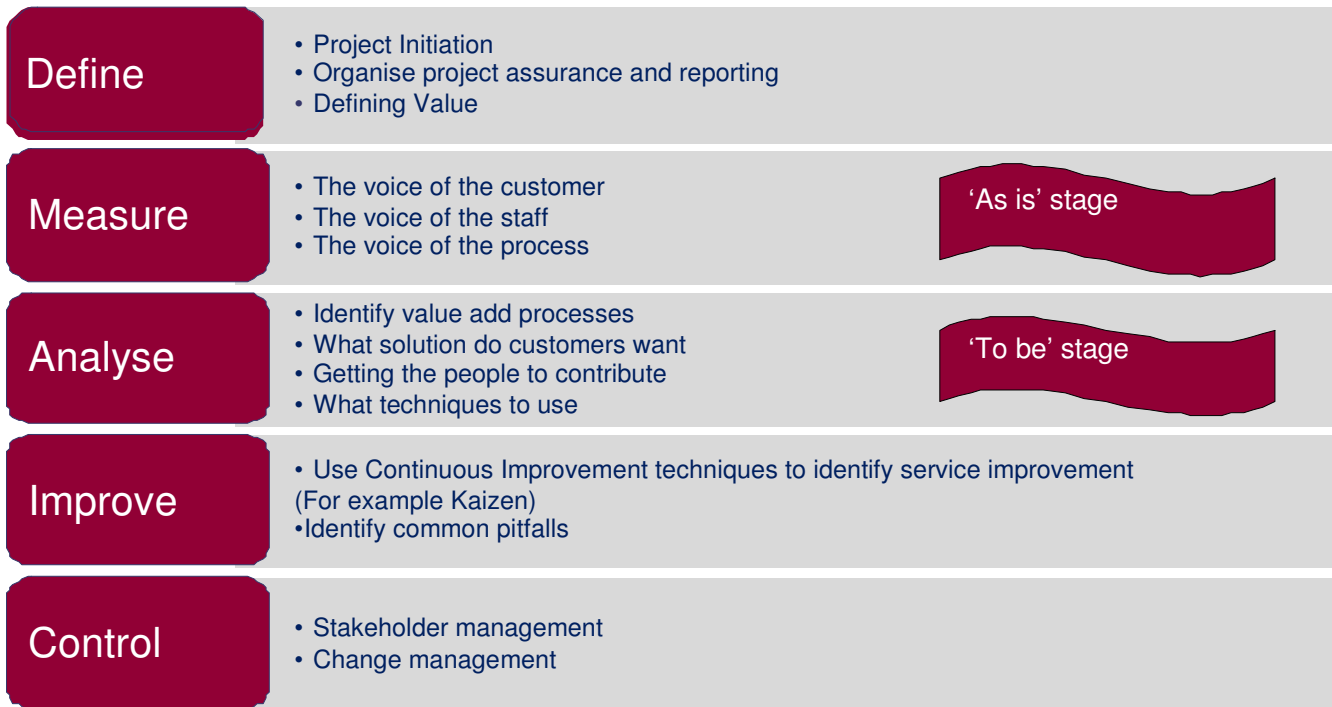 Define
• Project Initiation
• Organise project assurance and reporting
• Defining Value
Measure
• The voice of the customer
• The voice of the staff
• The voice of the process
‘As is’ stage
Analyse
• Identify value add processes
• What solution do customers want
• Getting the people to contribute
• What techniques to use
‘To be’ stage
Improve
• Use Continuous Improvement techniques to identify service improvement
(For example Kaizen)
•Identify common pitfalls
Control
• Stakeholder management
• Change management